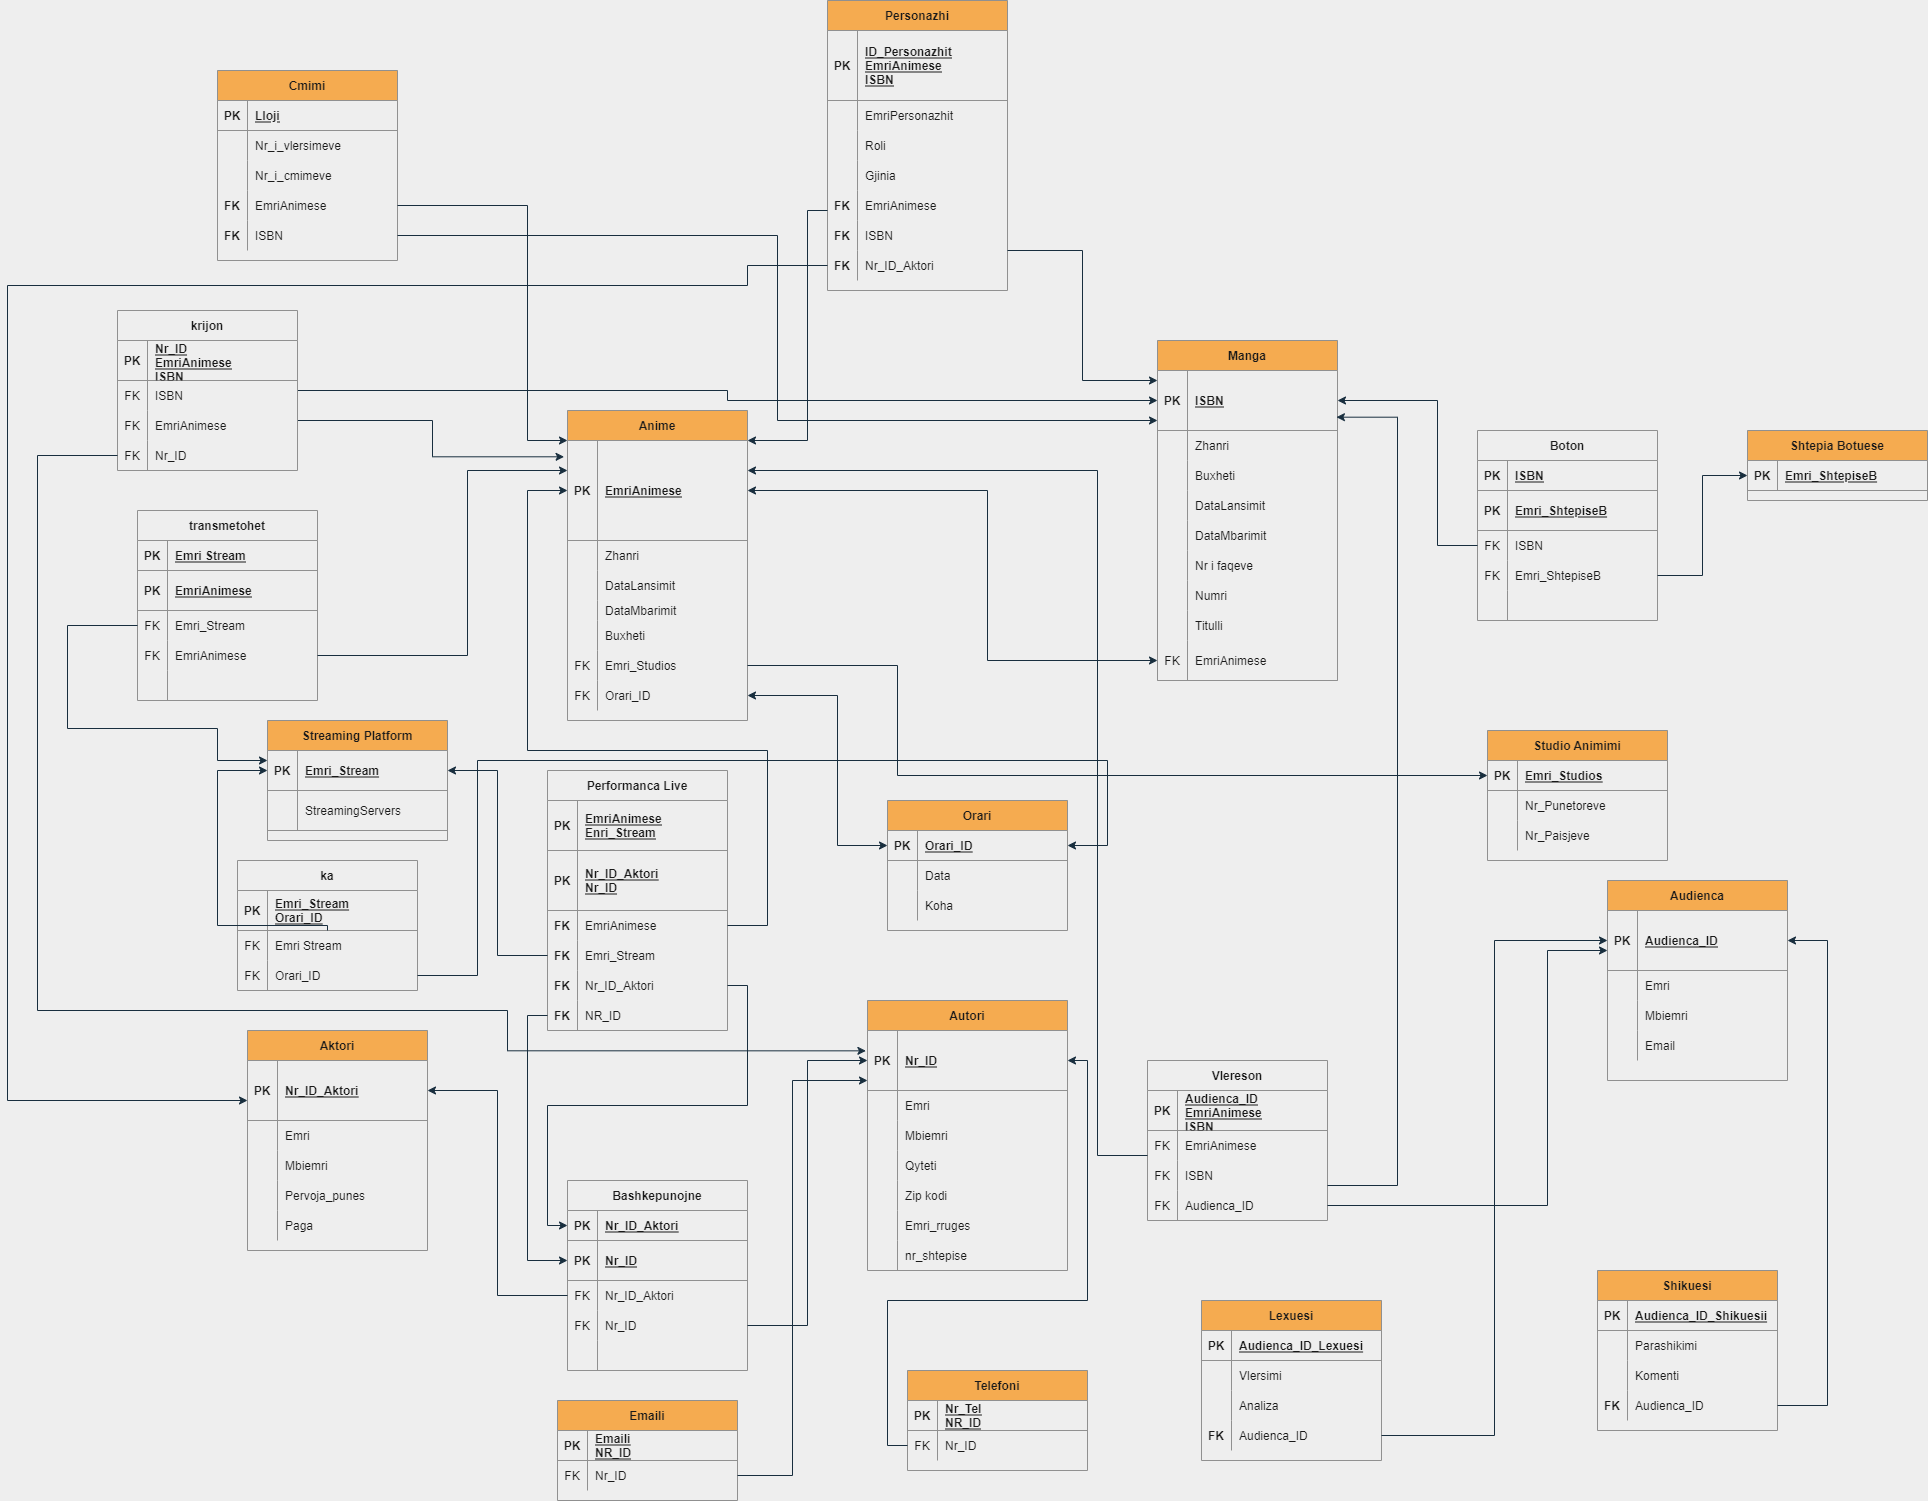 Personazhi
PK
ID_Personazhit
EmriAnimese
ISBN
EmriPersonazhit
Roli
Gjinia
FK EmriAnimese
FK ISBN
FK Nr_ID_Aktori
Cmimi
PK Lloji
Nr_i_vlersimeve
Nr_i_cmimeve
FK EmriAnimese
FK ISBN
krijon
PK
Nr_ID
EmriAnimese
ISBN
FK ISBN
FK EmriAnimese
FK Nr_ID
Manga
PK ISBN
Zhanri
Buxheti
DataLansimit
DataMbarimit
Nr i faqeve
Numri
Titulli
FK EmriAnimese
Anime
PK EmriAnimese
Zhanri
DataLansimit
DataMbarimit
Buxheti
FK Emri_Studios
FK Orari_ID
Boton
PK ISBN
PK Emri_ShtepiseB
FK ISBN
FK Emri_ShtepiseB
Shtepia Botuese
PK Emri_ShtepiseB
transmetohet
PK Emri Stream
PK EmriAnimese
FK Emri_Stream
FK EmriAnimese
Streaming Platform
PK Emri_Stream
StreamingServers
Studio Animimi
PK Emri_Studios
Nr_Punetoreve
Nr_Paisjeve
Performanca Live
PK
EmriAnimese
Enri_Stream
PK
Nr_ID_Aktori
Nr_ID
FK EmriAnimese
FK Emri_Stream
FK Nr_ID_Aktori
FK NR_ID
Orari
PK Orari_ID
Data
Koha
ka
PK
Emri_Stream
Orari_ID
FK Emri Stream
FK Orari_ID
Audienca
PK Audienca_ID
Emri
Mbiemri
Email
Autori
PK Nr_ID
Emri
Mbiemri
Qyteti
Zip kodi
Emri_rruges
nr_shtepise
Aktori
PK Nr_ID_Aktori
Emri
Mbiemri
Pervoja_punes
Paga
Vlereson
PK
Audienca_ID
EmriAnimese
ISBN
FK EmriAnimese
FK ISBN
FK Audienca_ID
Bashkepunojne
PK Nr_ID_Aktori
PK Nr_ID
FK Nr_ID_Aktori
FK Nr_ID
Shikuesi
PK Audienca_ID_Shikuesii
Parashikimi
Komenti
FK Audienca_ID
Lexuesi
PK Audienca_ID_Lexuesi
Vlersimi
Analiza
FK Audienca_ID
Telefoni
PK
Nr_Tel
NR_ID
FK Nr_ID
Emaili
PK
Emaili
NR_ID
FK Nr_ID